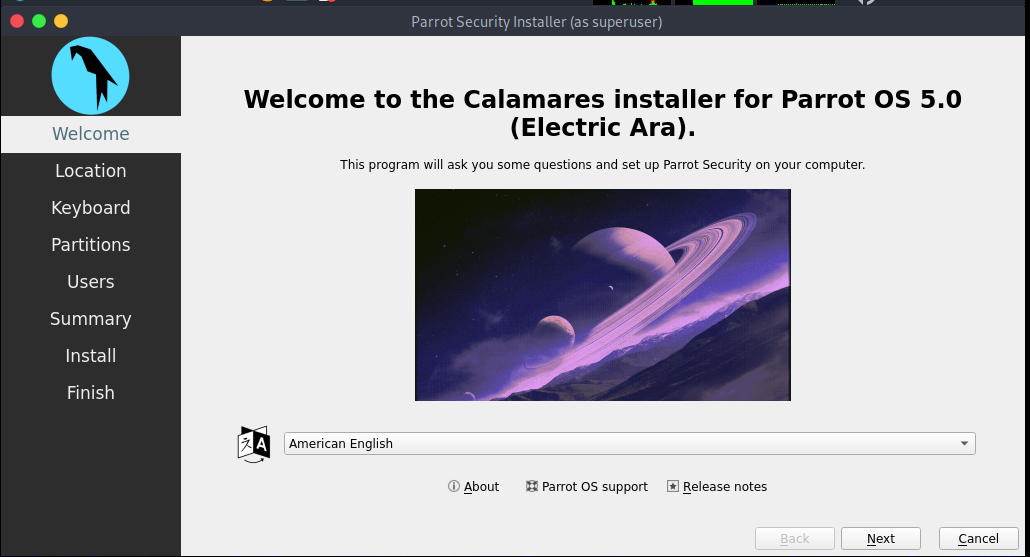 Parrot Security Installer (as superuser)
Welcome
Location
Keyboard
Partitions
Users
Summary
Install
Finish
Welcome to the Calamares installer for Parrot OS 5.0
(Electric Ara).
This program will ask you some questions and set up Parrot Security on your computer.
American English
About
Parrot OS support
Release notes
Back
Next
Cancel